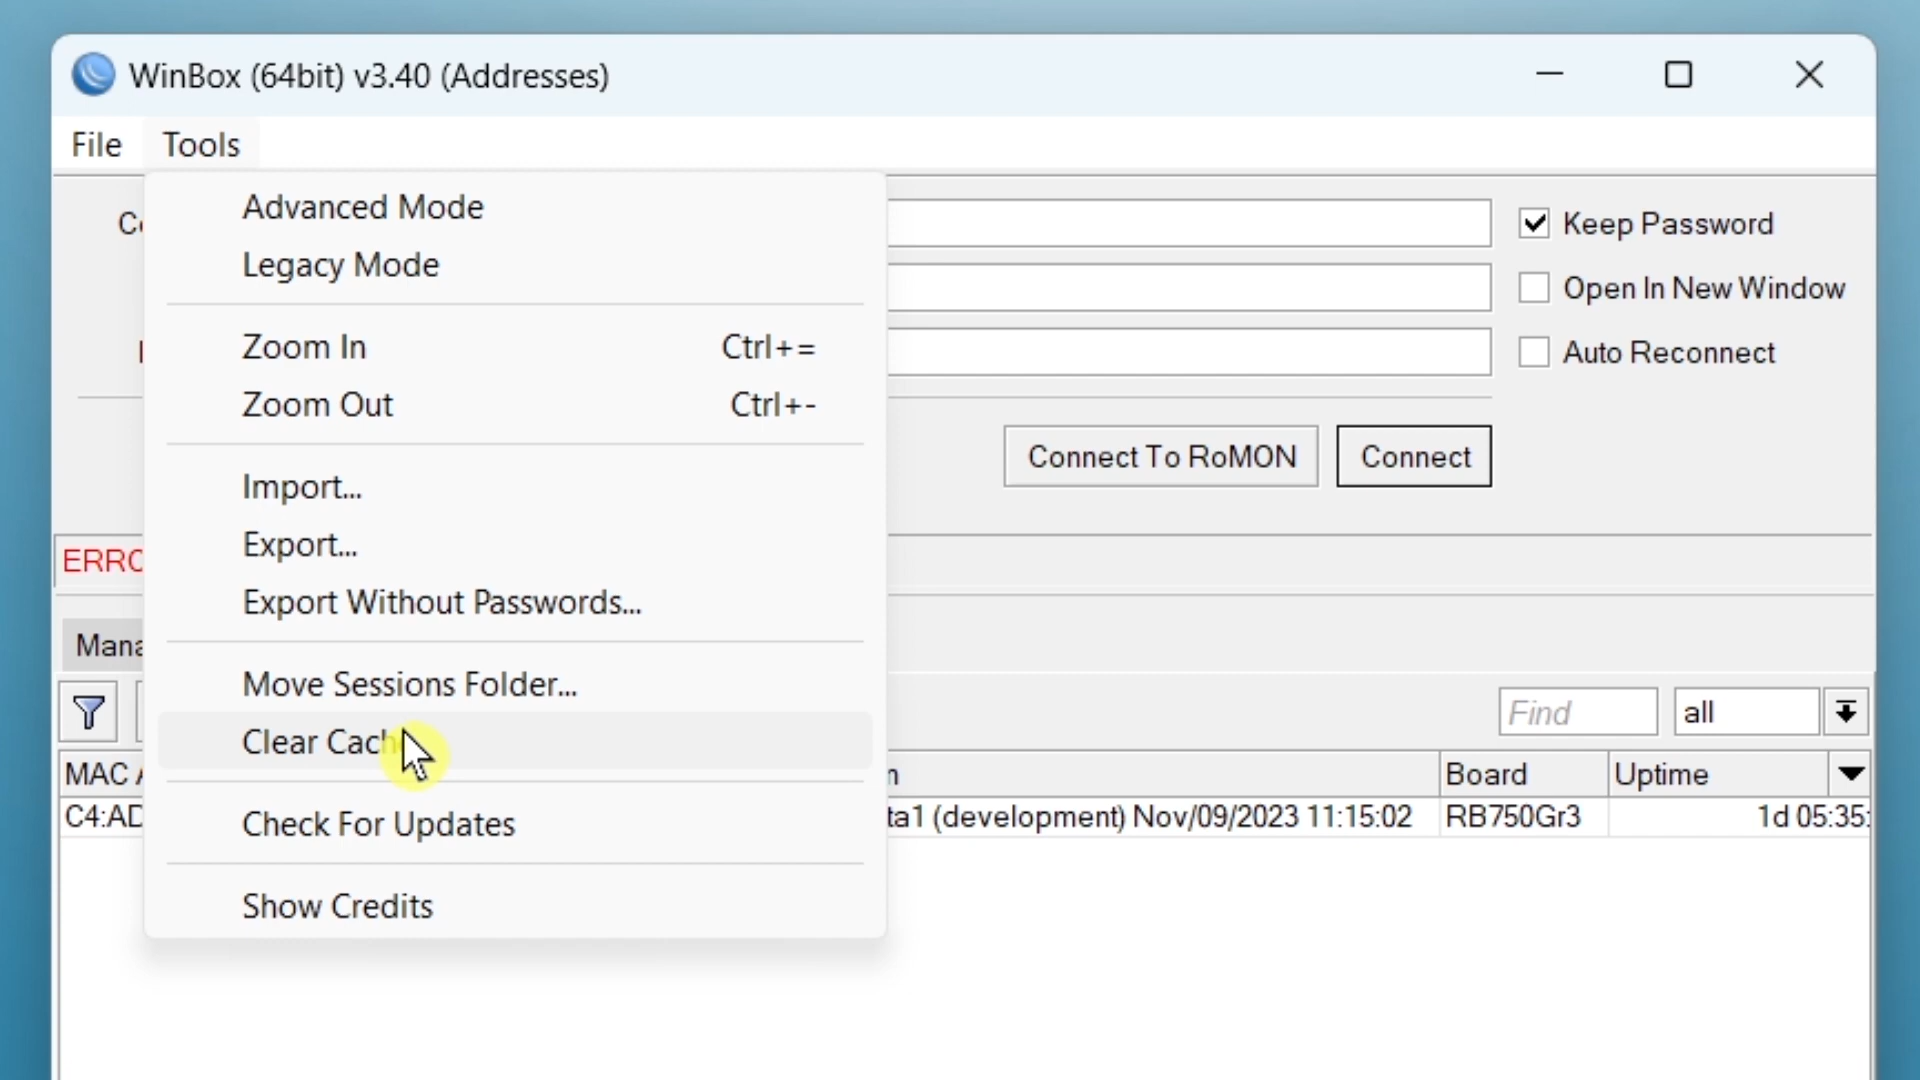 WinBox (64bit) v3.40 (Addresses)
File Tools
Advanced Mode
Legacy Mode
Zoom In Ctrl+=
Zoom Out Ctrl+-
Import...
Export...
Export Without Passwords...
Move Sessions Folder...
Clear Cache
Check For Updates
Show Credits
Keep Password
Open In New Window
Auto Reconnect
Connect To RoMON Connect
Find all
MAC Board Uptime
(development) Nov/09/2023 11:15:02 RB750Gr3 1d 05:35: